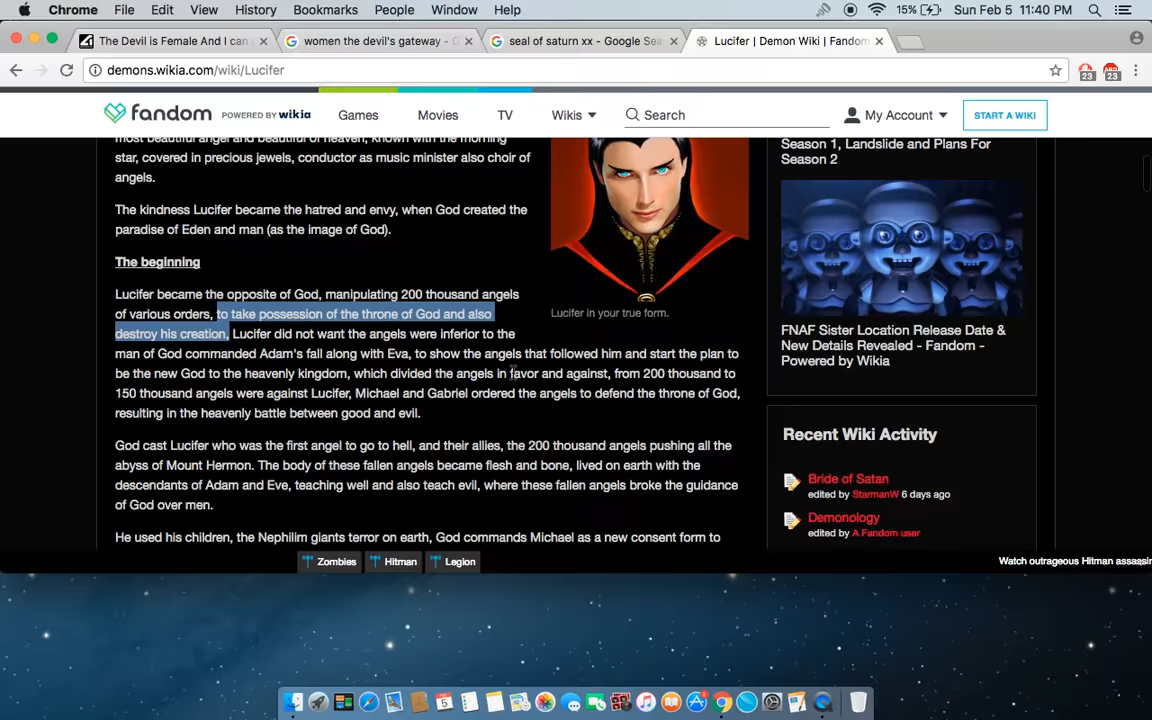 Chrome File Edit View History Bookmarks People Window Help 15% Sun Feb 5 11:40 PM
The Devil is Female And I can p
women the devil's gateway - G
seal of saturn xx - Google Sea
Lucifer | Demon Wiki | Fandom
demons.wikia.com/wiki/Lucifer
23 23
fandom POWERED BY wikia Games Movies TV Wikis Search My Account START A WIKI
most beautiful angel and beautiful of heaven, known with the morning
star, covered in precious jewels, conductor as music minister also choir of
angels.
The kindness Lucifer became the hatred and envy, when God created the
paradise of Eden and man (as the image of God).
The beginning
Lucifer became the opposite of God, manipulating 200 thousand angels
of various orders, to take possession of the throne of God and also
destroy his creation, Lucifer did not want the angels were inferior to the
man of God commanded Adam's fall along with Eva, to show the angels that followed him and start the plan to
be the new God to the heavenly kingdom, which divided the angels in favor and against, from 200 thousand to
150 thousand angels were against Lucifer, Michael and Gabriel ordered the angels to defend the throne of God,
resulting in the heavenly battle between good and evil.
God cast Lucifer who was the first angel to go to hell, and their allies, the 200 thousand angels pushing all the
abyss of Mount Hermon. The body of these fallen angels became flesh and bone, lived on earth with the
descendants of Adam and Eve, teaching well and also teach evil, where these fallen angels broke the guidance
of God over men.
He used his children, the Nephilim giants terror on earth, God commands Michael as a new consent form to
Lucifer in your true form.
Season 1, Landslide and Plans For
Season 2
FNAF Sister Location Release Date &
New Details Revealed - Fandom -
Powered by Wikia
Recent Wiki Activity
Bride of Satan
edited by StarmanW 6 days ago
Demonology
edited by A Fandom user
Zombies Hitman Legion
Watch outrageous Hitman assassin
5